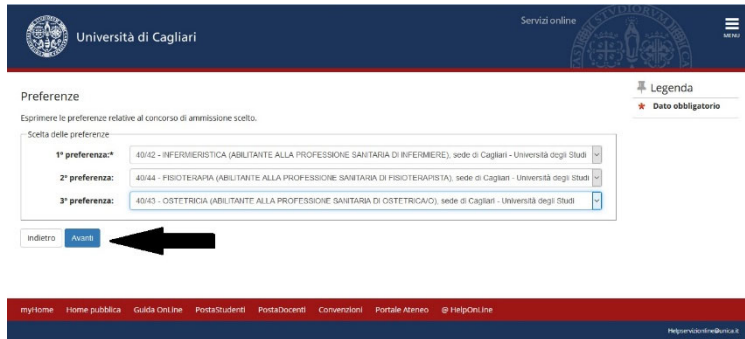 Servizi online
Università di Cagliari
MENU
Preferenze
Esprimere le preferenze relative al concorso di ammissione scelto.
Scelta delle preferenze
1° preferenza:* 40/42 - INFERMIERISTICA (ABILITANTE ALLA PROFESSIONE SANITARIA DI INFERMIERE), sede di Cagliari - Università degli Studi
2° preferenza: 40/44 - FISIOTERAPIA (ABILITANTE ALLA PROFESSIONE SANITARIA DI FISIOTERAPISTA), sede di Cagliari - Università degli Studi
3° preferenza: 40/43 - OSTETRICIA (ABILITANTE ALLA PROFESSIONE SANITARIA DI OSTETRICA/O), sede di Cagliari - Università degli Studi
Indietro Avanti
Legenda
* Dato obbligatorio
myHome Home pubblica Guida OnLine PostaStudenti PostaDocenti Convenzioni Portale Ateneo @ HelpOnLine
Helpservizionline@unica.it